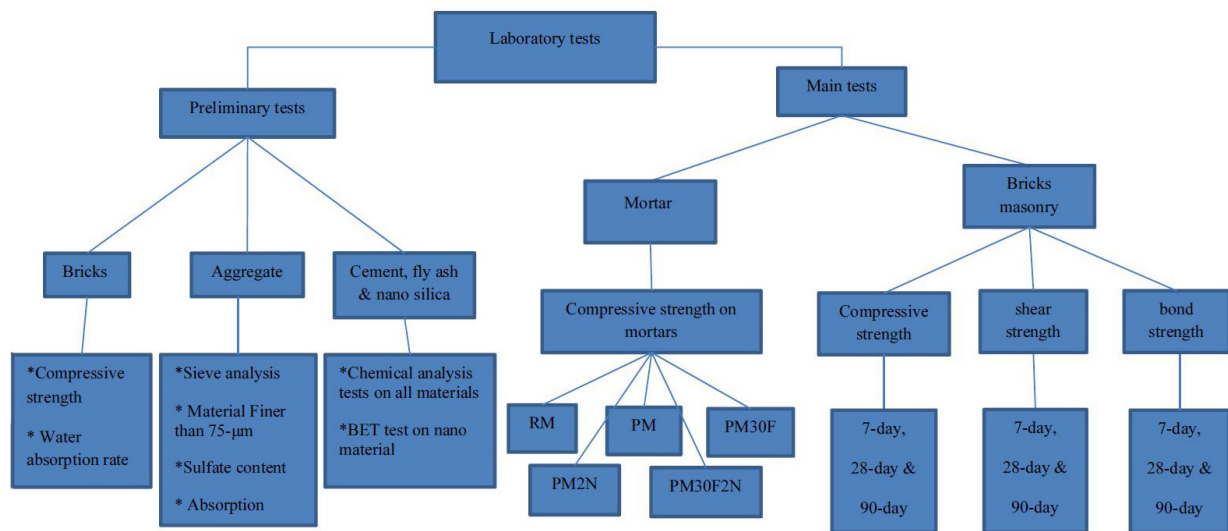 Laboratory tests
Preliminary tests
Main tests
Mortar
Bricks
masonry
Bricks
Aggregate
Cement, fly ash
& nano silica
Compressive strength on
mortars
Compressive
strength
shear
strength
bond
strength
*Compressive
strength
* Water
absorption rate
*Sieve analysis
* Material Finer
than 75-μm
*Sulfate content
* Absorption
*Chemical analysis
tests on all materials
*BET test on nano
material
RM
PM
PM30F
PM2N
PM30F2N
7-day,
28-day &
90-day
7-day,
28-day &
90-day
7-day,
28-day &
90-day